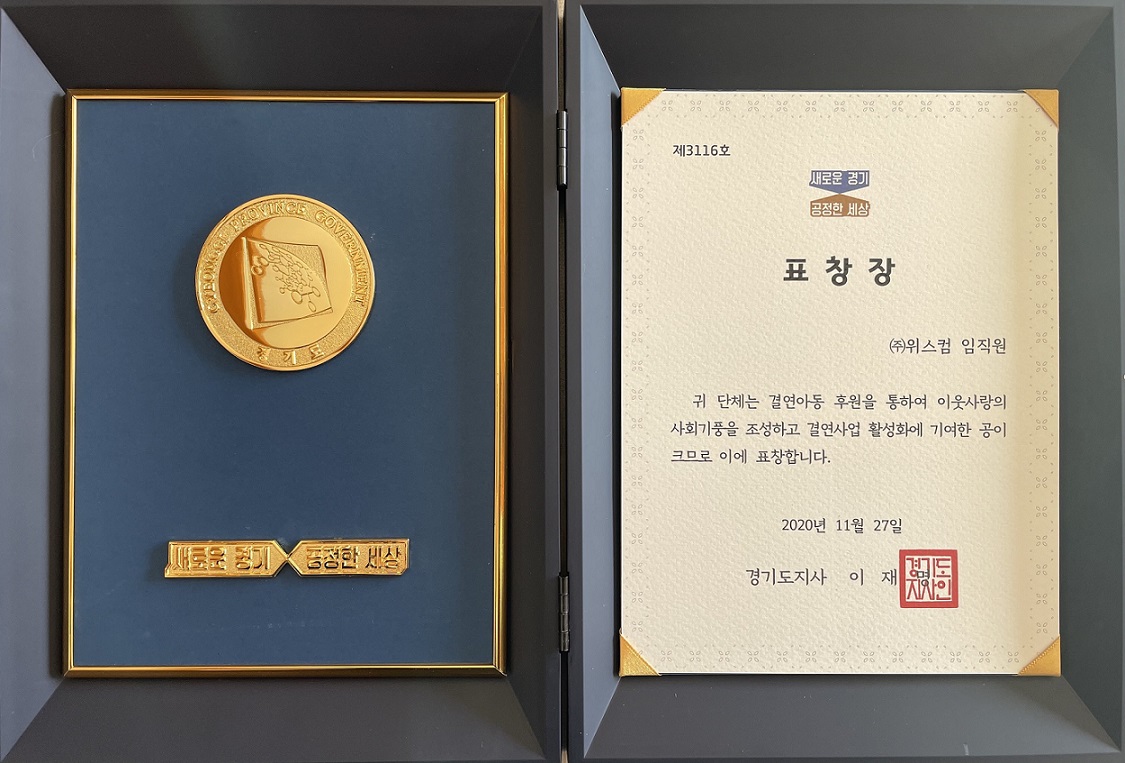 GYEONGGI PROVINCE GOVERNMENT
경기도
새로운 경기 공정한 세상
제3116호
새로운 경기
공정한 세상
표창장
㈜위스컴 임직원
귀 단체는 결연아동 후원을 통하여 이웃사랑의
사회기풍을 조성하고 결연사업 활성화에 기여한 공이
크므로 이에 표창합니다.
2020년 11월 27일
경기도지사 이재명
경기도
지사인